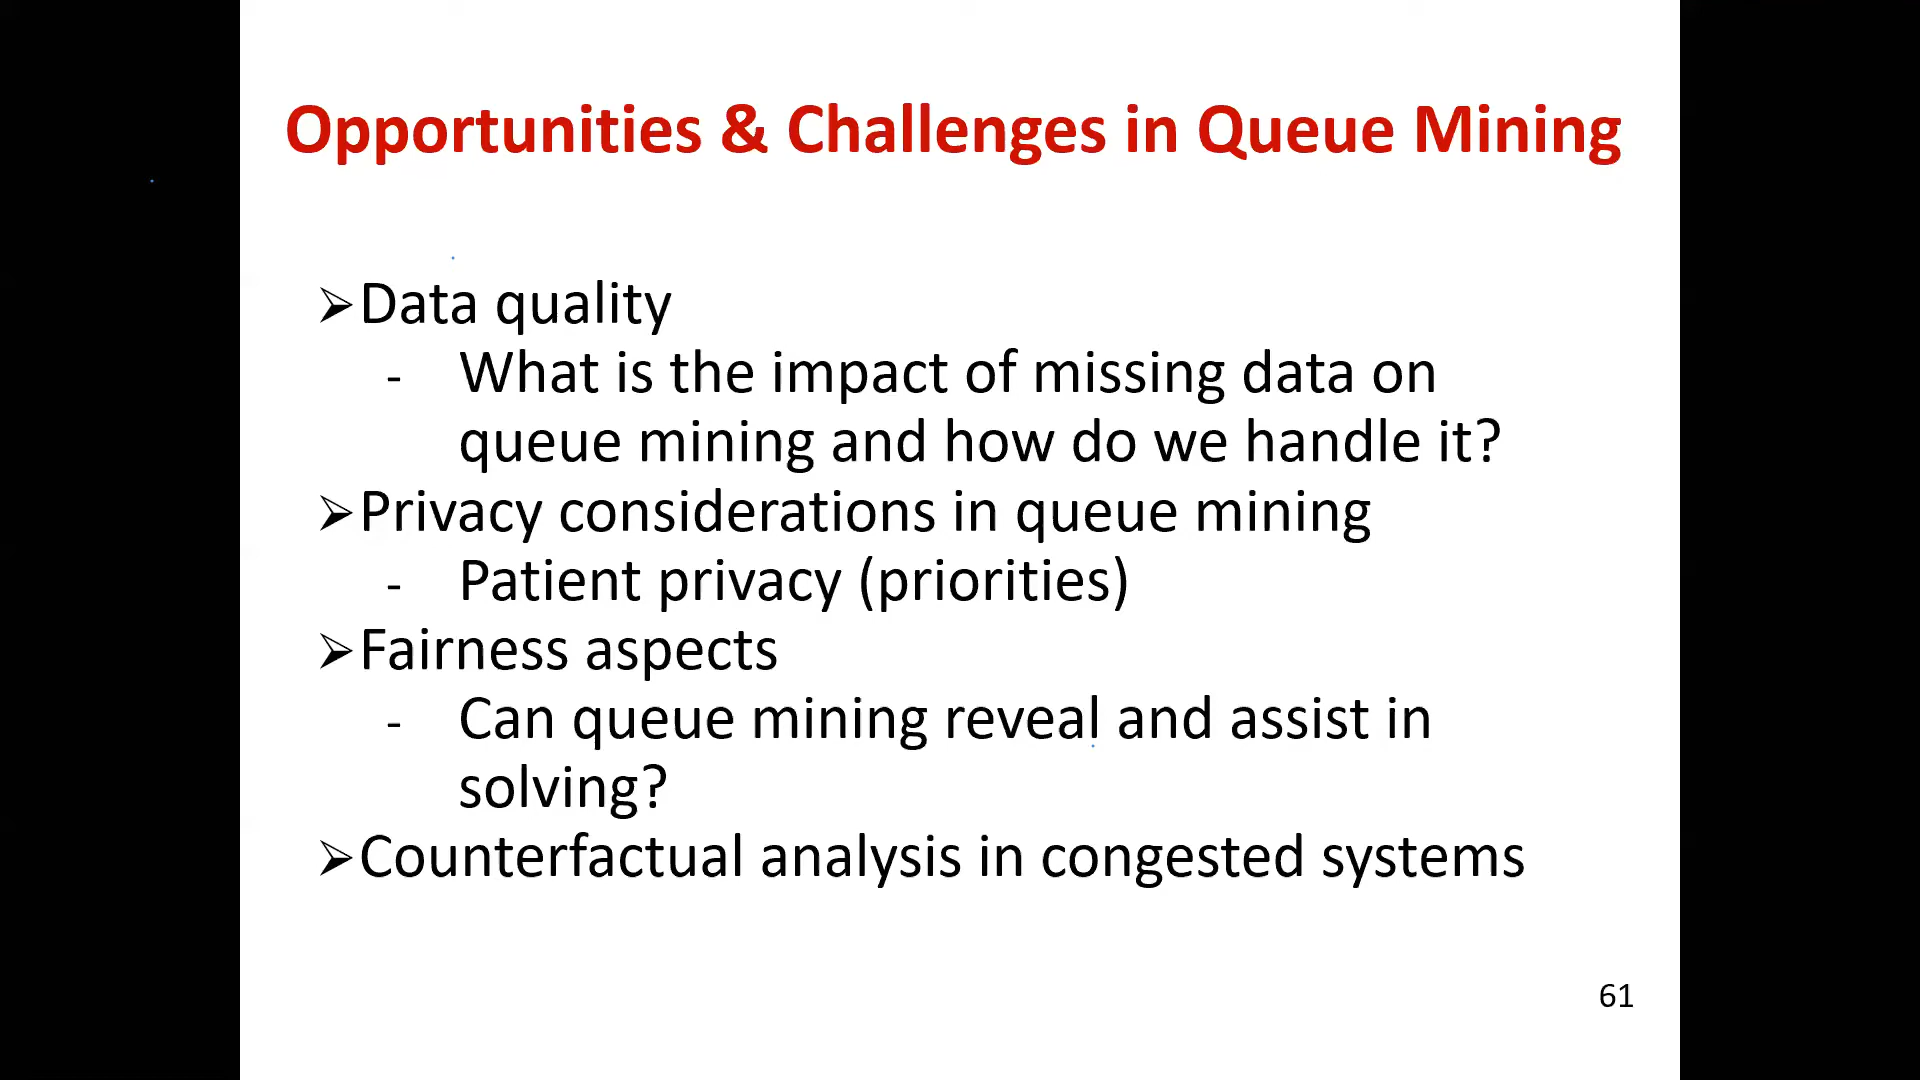 Opportunities & Challenges in Queue Mining
➢Data quality
- What is the impact of missing data on
queue mining and how do we handle it?
➢Privacy considerations in queue mining
- Patient privacy (priorities)
➢Fairness aspects
- Can queue mining reveal and assist in
solving?
➢Counterfactual analysis in congested systems
61